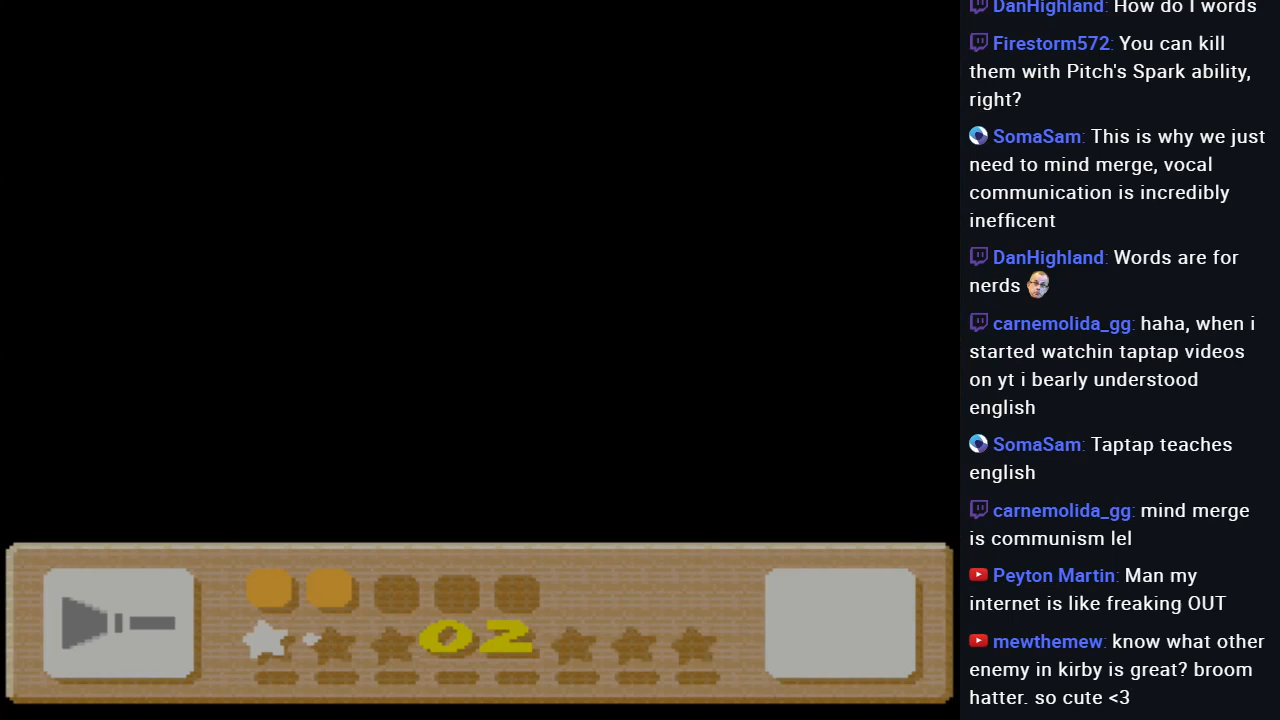 DanHighland: How do I words
Firestorm572: You can kill
them with Pitch's Spark ability,
right?
SomaSam: This is why we just
need to mind merge, vocal
communication is incredibly
inefficent
DanHighland: Words are for
nerds
carnemolida_gg: haha, when i
started watchin taptap videos
on yt i bearly understood
english
SomaSam: Taptap teaches
english
carnemolida_gg: mind merge
is communism lel
Peyton Martin: Man my
internet is like freaking OUT
mewthemew: know what other
enemy in kirby is great? broom
hatter. so cute <3
02